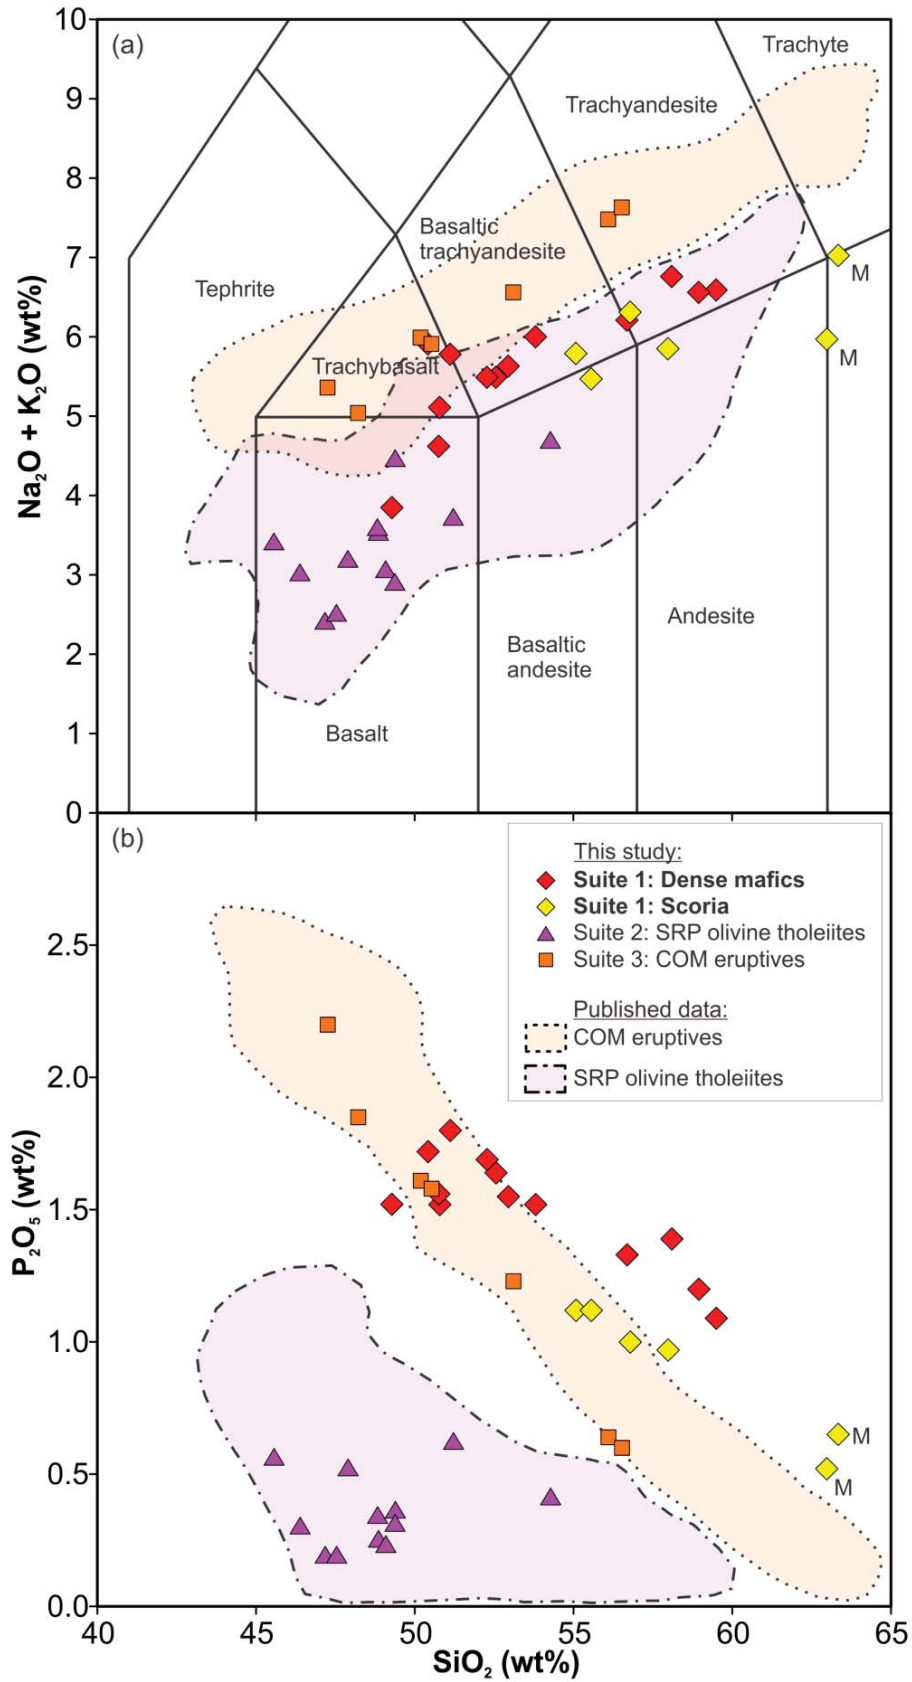 (a)
10
9
8
7
6
5
4
3
2
1
0
Na₂O + K₂O (wt%)
Trachyte
Trachyandesite
Basaltic
trachyandesite
Tephrite
Trachybasalt
M
M
Andesite
Basaltic
andesite
Basalt
(b)
This study:
Suite 1: Dense mafics
Suite 1: Scoria
Suite 2: SRP olivine tholeiites
Suite 3: COM eruptives
Published data:
COM eruptives
SRP olivine tholeiites
2.5
2.0
1.5
1.0
0.5
0.0
P₂O₅ (wt%)
M
M
40 45 50 55 60 65
SiO₂ (wt%)